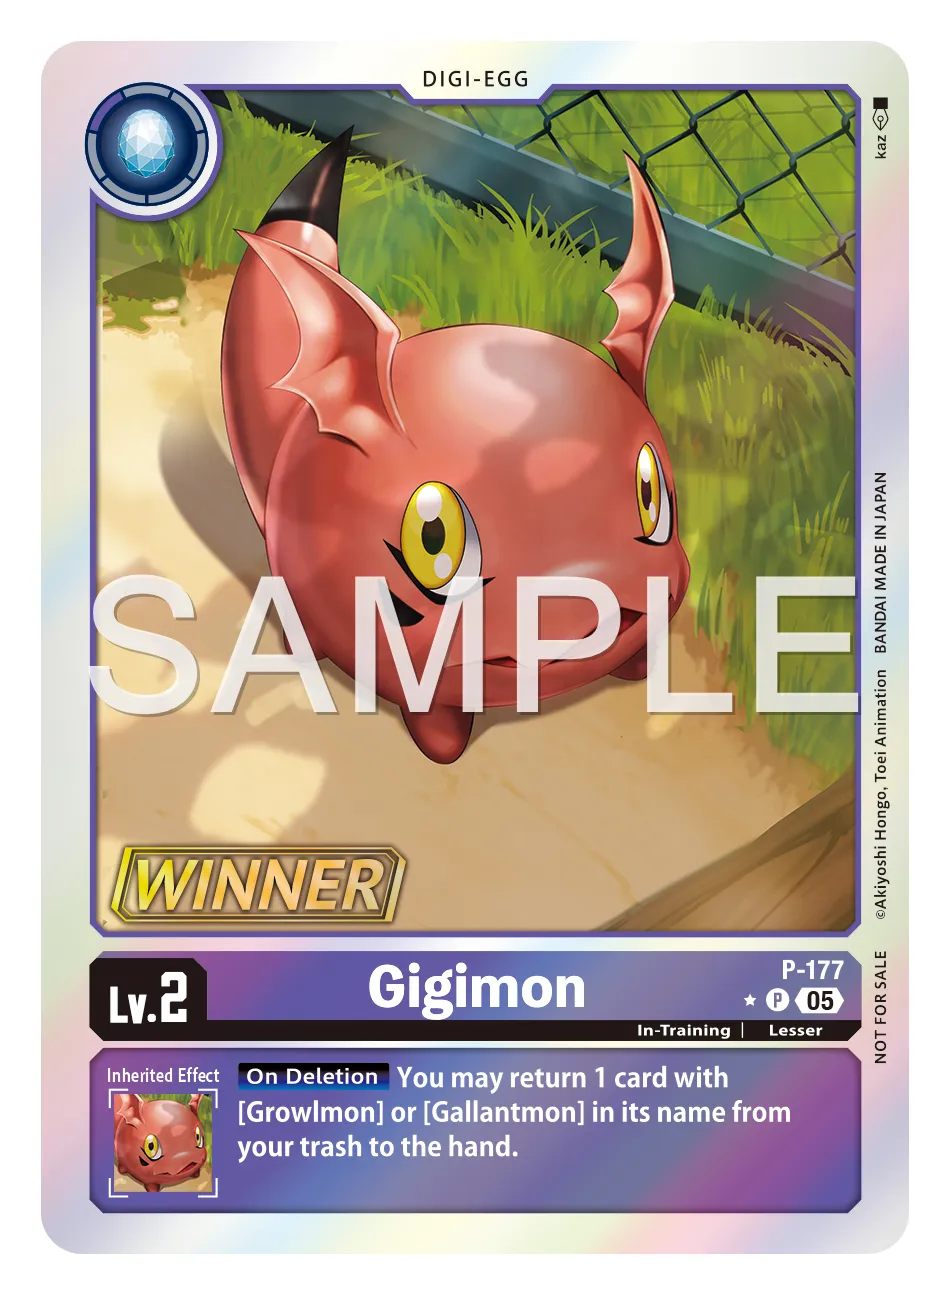 DIGI-EGG
kaz
SAMPLE
WINNER
BANDAI MADE IN JAPAN
©Akiyoshi Hongo, Toei Animation
NOT FOR SALE
Lv.2
Gigimon
P-177
P 05
In-Training | Lesser
Inherited Effect
On Deletion You may return 1 card with
[Growlmon] or [Gallantmon] in its name from
your trash to the hand.